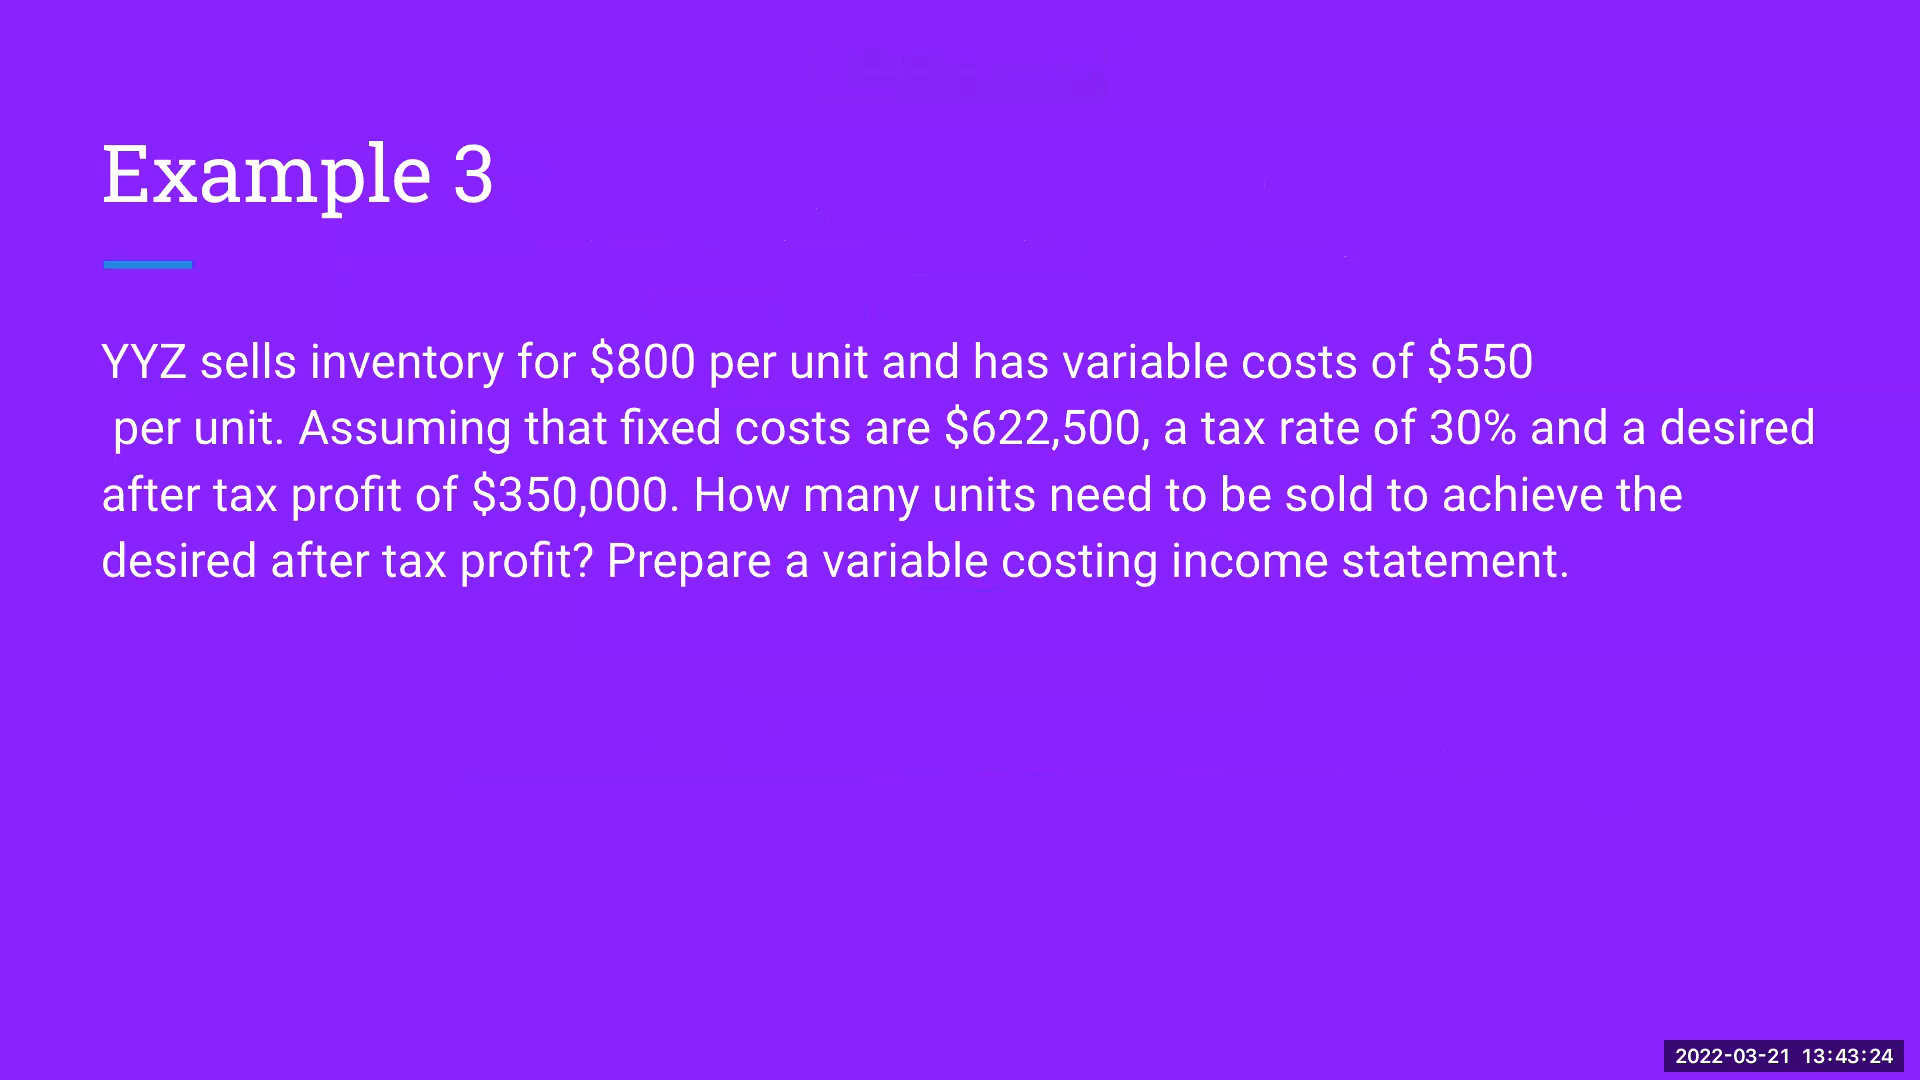 Example 3
YYZ sells inventory for $800 per unit and has variable costs of $550
per unit. Assuming that fixed costs are $622,500, a tax rate of 30% and a desired
after tax profit of $350,000. How many units need to be sold to achieve the
desired after tax profit? Prepare a variable costing income statement.
2022-03-21 13:43:24